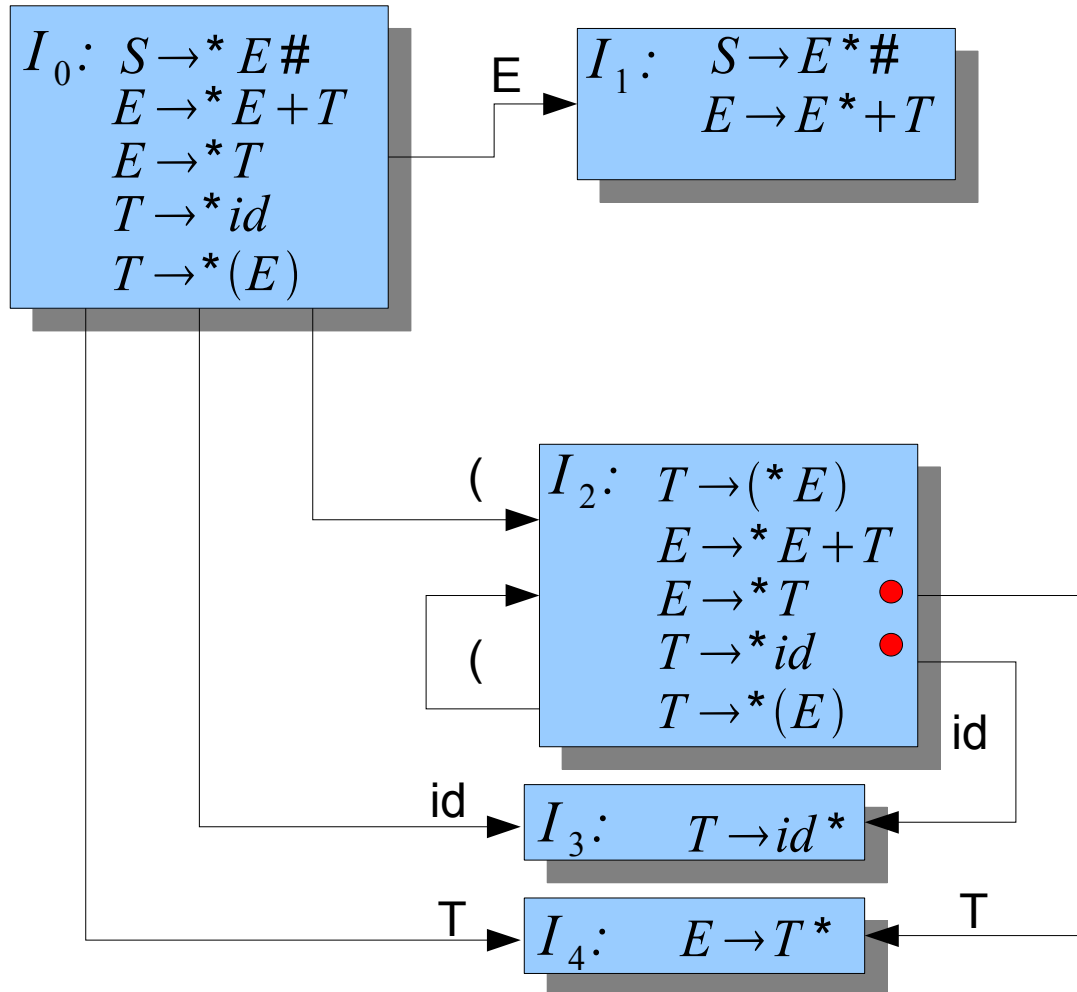 I₀: S→*E#
E→*E+T
E→*T
T→*id
T→*(E)
E
I₁: S→E*#
E→E*+T
(
I₂: T→(*E)
E→*E+T
E→*T
T→*id
T→*(E)
(
id
id
I₃: T→id*
T
I₄: E→T*
T